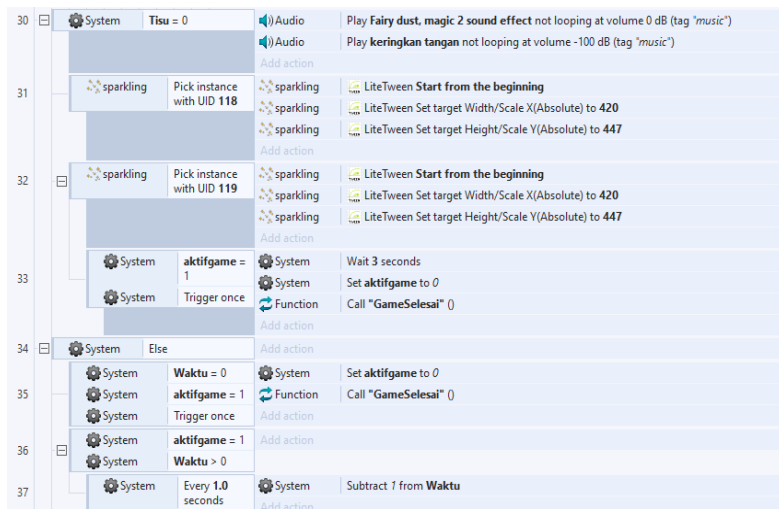 30 System Tisu = 0 Audio Play Fairy dust, magic 2 sound effect not looping at volume 0 dB (tag "music")
Audio Play keringkan tangan not looping at volume -100 dB (tag "music")
Add action
31 sparkling Pick instance with UID 118 sparkling LiteTween Start from the beginning
sparkling LiteTween Set target Width/Scale X(Absolute) to 420
sparkling LiteTween Set target Height/Scale Y(Absolute) to 447
Add action
32 sparkling Pick instance with UID 119 sparkling LiteTween Start from the beginning
sparkling LiteTween Set target Width/Scale X(Absolute) to 420
sparkling LiteTween Set target Height/Scale Y(Absolute) to 447
Add action
33 System aktifgame = 1 System Wait 3 seconds
System Set aktifgame to 0
System Trigger once Function Call "GameSelesai" ()
Add action
34 System Else Add action
35 System Waktu = 0 System Set aktifgame to 0
System aktifgame = 1 Function Call "GameSelesai" ()
System Trigger once Add action
36 System aktifgame = 1 Add action
System Waktu > 0
37 System Every 1.0 seconds System Subtract 1 from Waktu
Add action